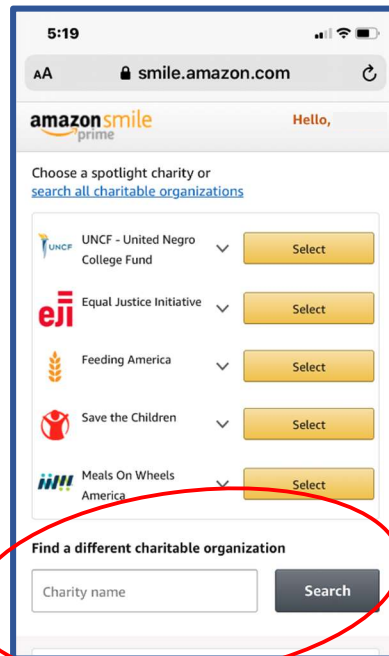 5:19
AA smile.amazon.com
amazonsmile
prime
Hello,
Choose a spotlight charity or
search all charitable organizations
UNCF
UNCF - United Negro
College Fund
Select
eji
Equal Justice Initiative
Select
Feeding America
Select
Save the Children
Select
Meals On Wheels
America
Select
Find a different charitable organization
Charity name
Search